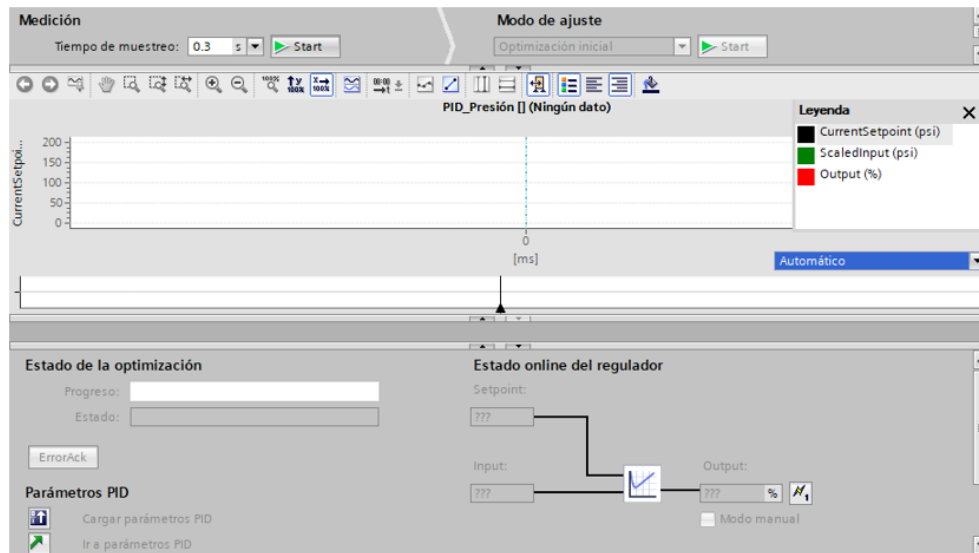 Medición
Modo de ajuste
Tiempo de muestreo: 0.3 s Start
Optimización inicial Start
PID_Presión [] (Ningún dato)
Leyenda
CurrentSetpoint (psi)
ScaledInput (psi)
Output (%)
CurrentSetpoi...
200
150
100
50
0
0
[ms]
Automático
Estado de la optimización
Estado online del regulador
Progreso:
Setpoint:
Estado:
???
ErrorAck
Input:
Output:
Parámetros PID
???
??? %
Cargar parámetros PID
Modo manual
Ir a parámetros PID